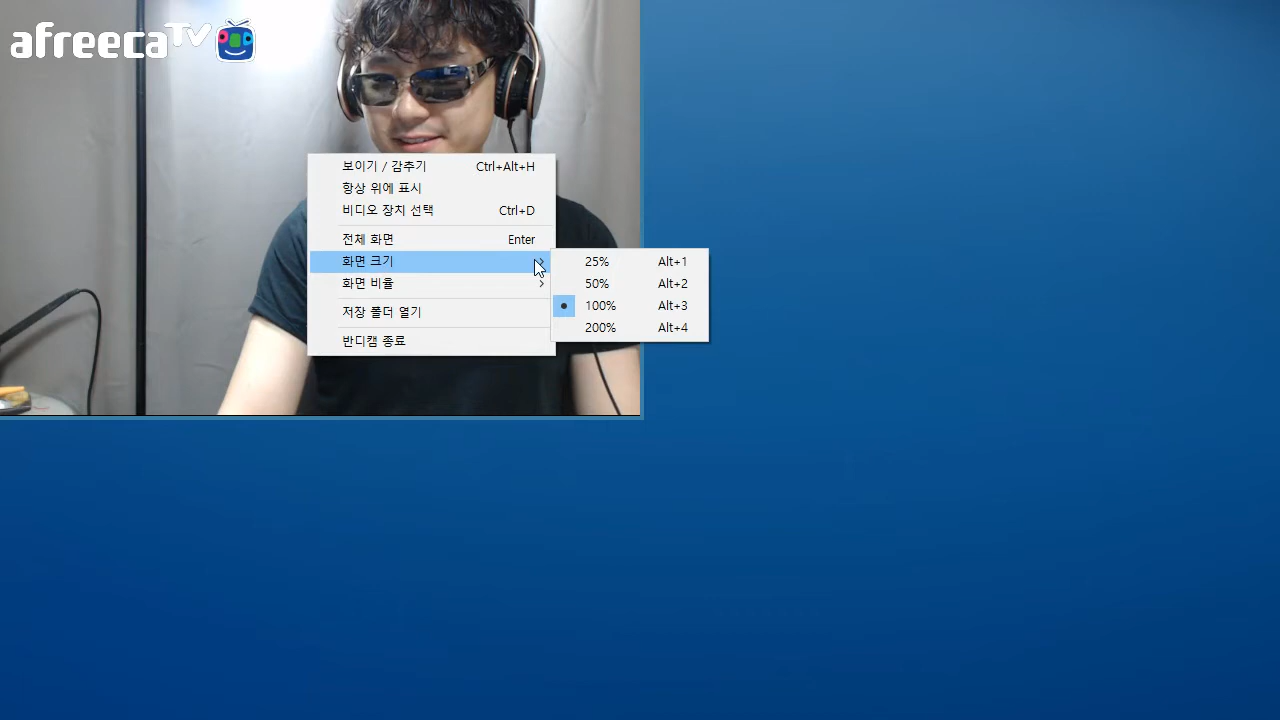 afreecaTV
보이기 / 감추기 Ctrl+Alt+H
항상 위에 표시
비디오 장치 선택 Ctrl+D
전체 화면 Enter
화면 크기
화면 비율
저장 폴더 열기
반디캠 종료
25% Alt+1
50% Alt+2
100% Alt+3
200% Alt+4